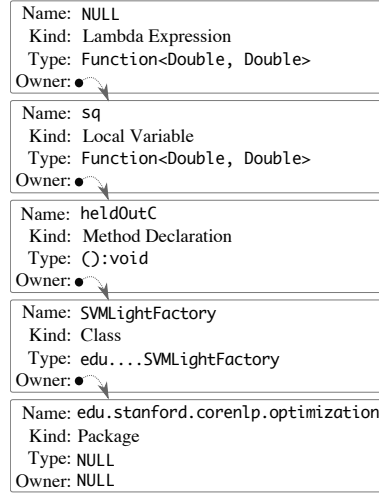 Name: NULL
Kind: Lambda Expression
Type: Function<Double, Double>
Owner:
Name: sq
Kind: Local Variable
Type: Function<Double, Double>
Owner:
Name: heldOutC
Kind: Method Declaration
Type: ():void
Owner:
Name: SVMLightFactory
Kind: Class
Type: edu....SVMLightFactory
Owner:
Name: edu.stanford.corenlp.optimization
Kind: Package
Type: NULL
Owner: NULL